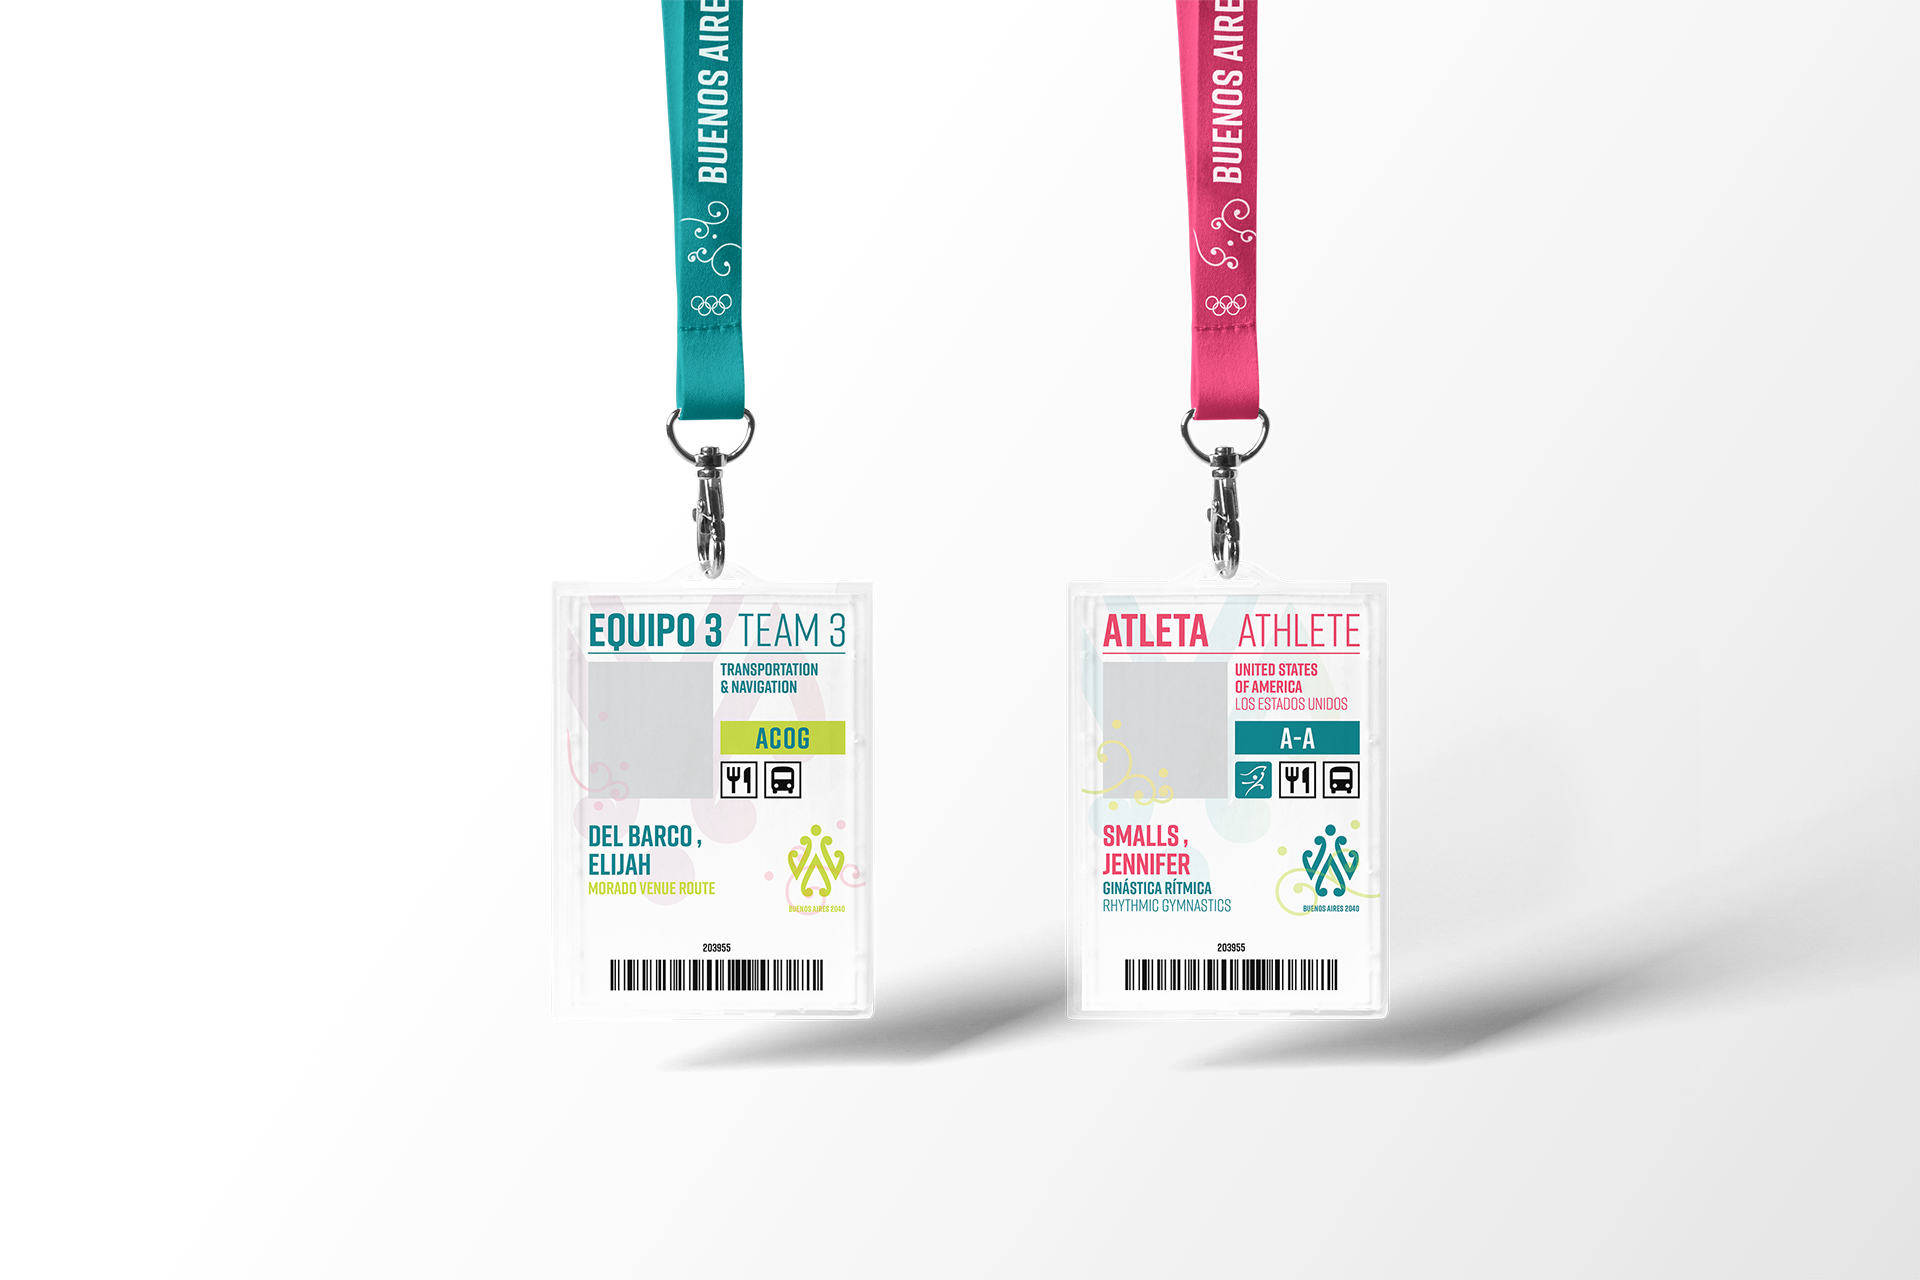 BUENOS AIRE
EQUIPO 3 TEAM 3
TRANSPORTATION
& NAVIGATION
ACOG
DEL BARCO ,
ELIJAH
MORADO VENUE ROUTE
BUENOS AIRES 2040
203955
BUENOS AIRE
ATLETA ATHLETE
UNITED STATES
OF AMERICA
LOS ESTADOS UNIDOS
A-A
SMALLS ,
JENNIFER
GINÁSTICA RÍTMICA
RHYTHMIC GYMNASTICS
BUENOS AIRES 2040
203955